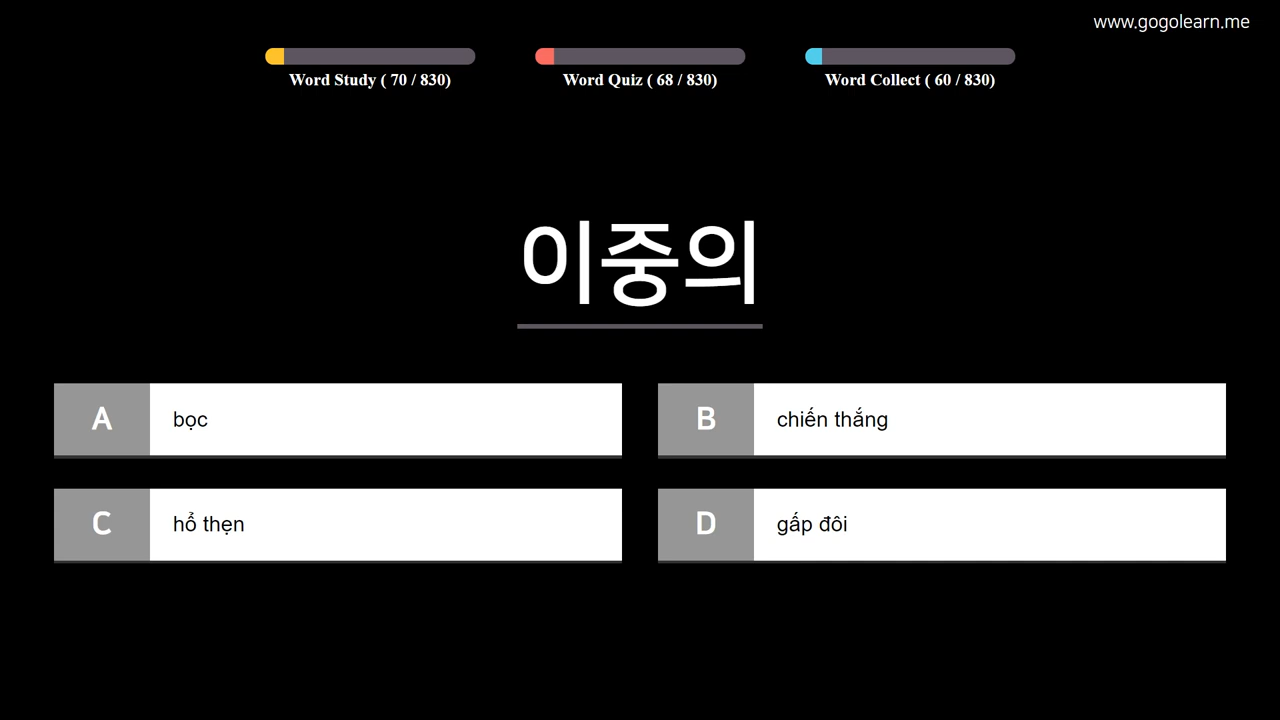 www.gogolearn.me
Word Study ( 70 / 830)
Word Quiz ( 68 / 830)
Word Collect ( 60 / 830)
이중의
A bọc
B chiến thắng
C hổ thẹn
D gấp đôi